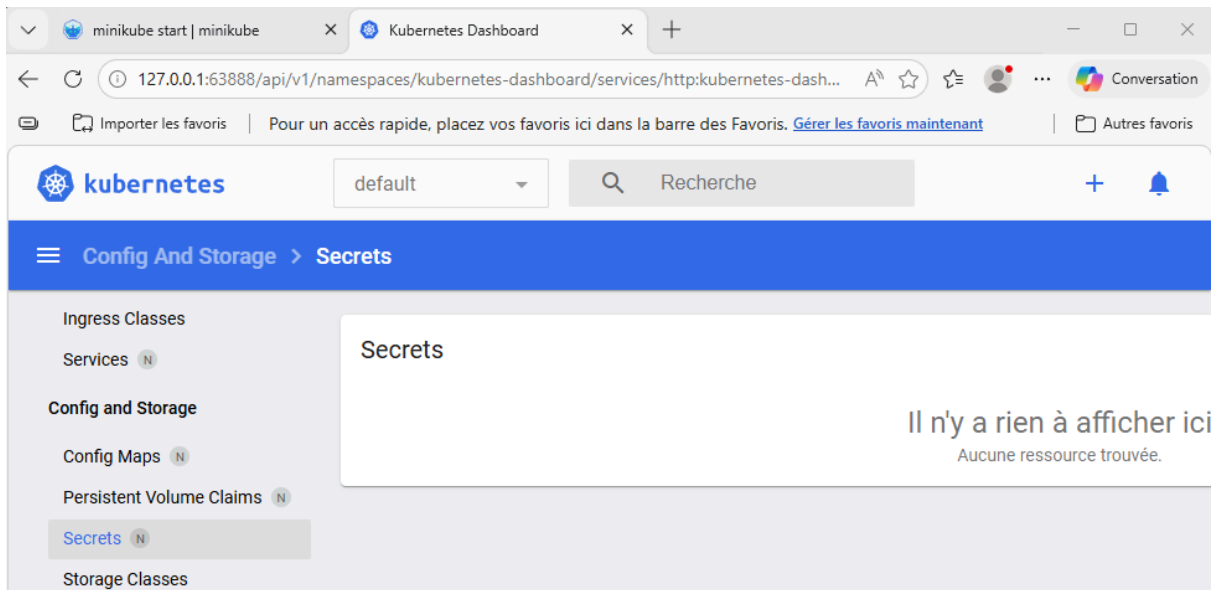 minikube start | minikube
Kubernetes Dashboard
127.0.0.1:63888/api/v1/namespaces/kubernetes-dashboard/services/http:kubernetes-dash...
Conversation
Importer les favoris
Pour un accès rapide, placez vos favoris ici dans la barre des Favoris. Gérer les favoris maintenant
Autres favoris
kubernetes
default
Recherche
Config And Storage > Secrets
Ingress Classes
Services N
Config and Storage
Config Maps N
Persistent Volume Claims N
Secrets N
Storage Classes
Secrets
Il n'y a rien à afficher ici
Aucune ressource trouvée.